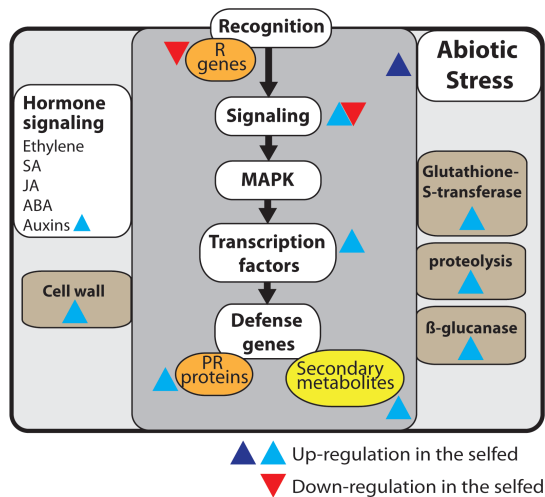 Recognition
R
genes
Abiotic
Stress
Hormone
signaling
Ethylene
SA
JA
ABA
Auxins
Signaling
MAPK
Glutathione-
S-transferase
Transcription
factors
proteolysis
Cell wall
Defense
genes
ß-glucanase
PR
proteins
Secondary
metabolites
Up-regulation in the selfed
Down-regulation in the selfed